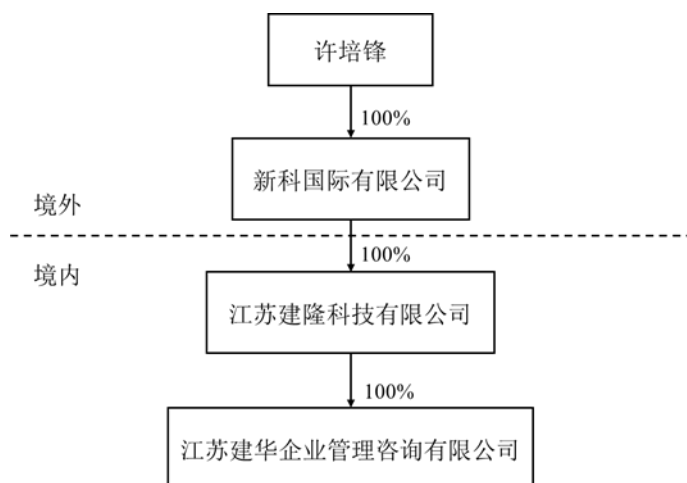 许培锋
100%
新科国际有限公司
境外
100%
境内
江苏建隆科技有限公司
100%
江苏建华企业管理咨询有限公司